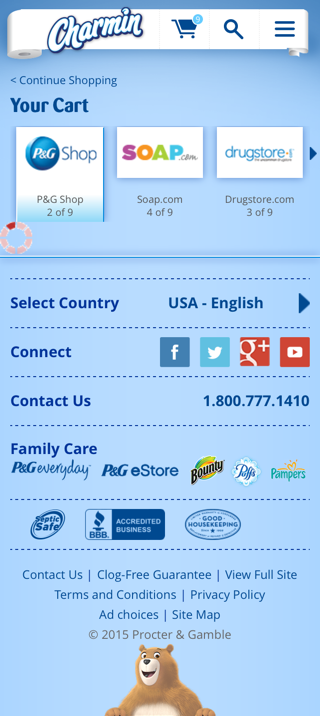 Charmin
9
< Continue Shopping
Your Cart
P&G Shop
SOAP.com
drugstore
P&G Shop
2 of 9
Soap.com
4 of 9
Drugstore.com
3 of 9
Select Country USA - English
Connect f g+ You Tube
Contact Us 1.800.777.1410
Family Care
P&G everyday P&G eStore Bounty Puffs Pampers
Septic Safe
BBB ACCREDITED BUSINESS
GOOD HOUSEKEEPING
Contact Us | Clog-Free Guarantee | View Full Site
Terms and Conditions | Privacy Policy
Ad choices | Site Map
© 2015 Procter & Gamble